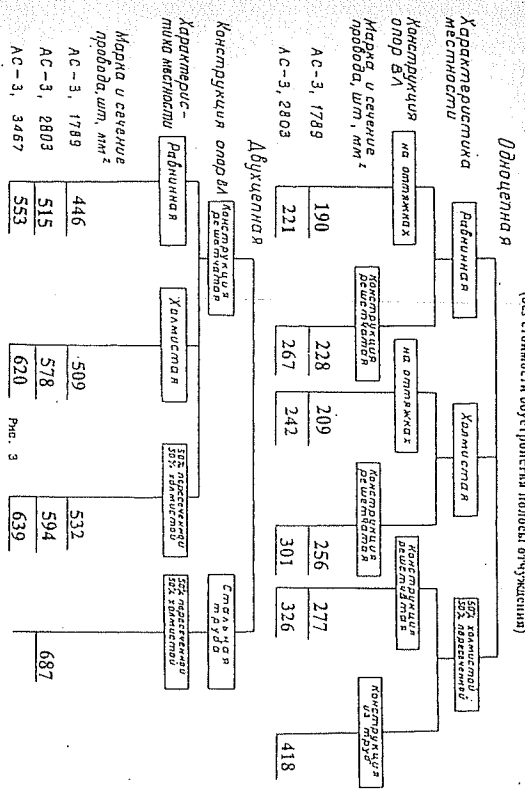 (без стоимости обустройства полосы отчуждения)
Одноцепная
Характеристика
местности
Равнинная
Холмистая
50% холмистой
50% пересеченной
Конструкция
опор ВЛ
на оттяжках
Конструкция
решетчатая
на оттяжках
Конструкция
решетчатая
Конструкция
решетчатая
Конструкция
из труб
Марка и сечение
провода, шт, мм²
АС-3, 1789 190 228 209 256 277
АС-3, 2803 221 267 242 301 326 418
Двухцепная
Конструкция опор ВЛ
Конструкция
решетчатая
Стальная
труба
Характерис-
тика местности
Равнинная
Холмистая
50% пересеченной
50% холмистой
50% пересеченной
50% холмистой
Марка и сечение
провода, шт, мм²
АС-3, 1789 446 509 532
АС-3, 2803 515 578 594 687
АС-3, 3467 553 620 639
Рис. 3